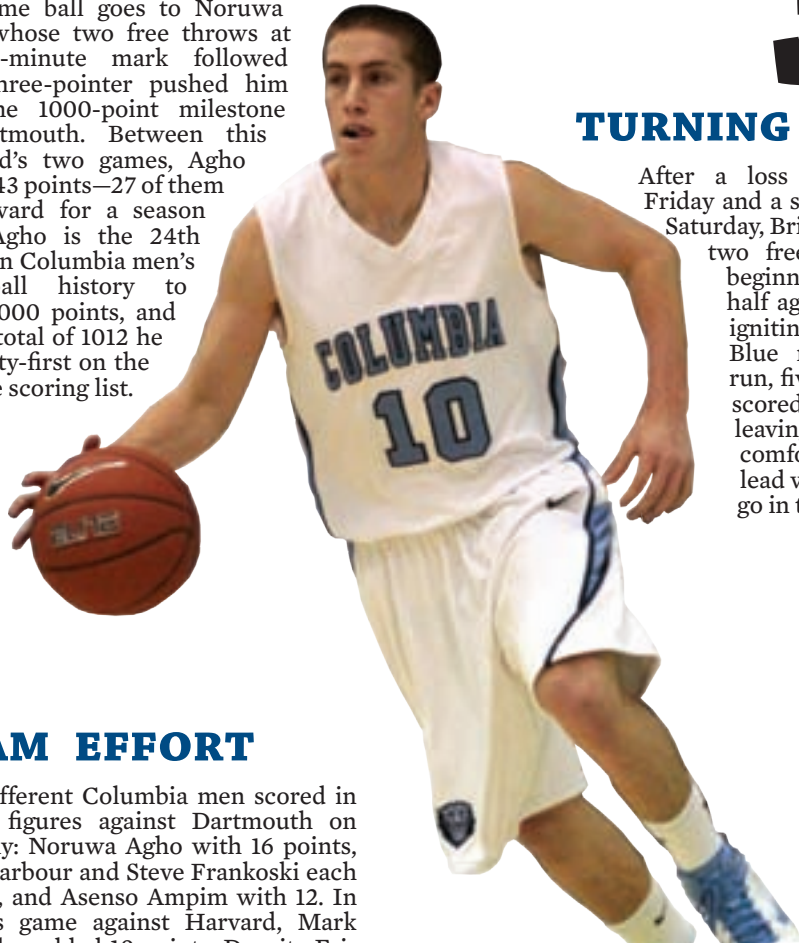 me ball goes to Noruwa
whose two free throws at
-minute mark followed
hree-pointer pushed him
he 1000-point milestone
tmouth. Between this
d's two games, Agho
43 points—27 of them
ward for a season
Agho is the 24th
n Columbia men's
all history to
000 points, and
total of 1012 he
ty-first on the
e scoring list.
TURNING
After a loss
Friday and a s
Saturday, Bri
two free
beginn
half ag
ignitin
Blue r
run, fiv
scored
leavin
comfo
lead v
go in t
COLUMBIA
10
AM EFFORT
fferent Columbia men scored in
figures against Dartmouth on
y: Noruwa Agho with 16 points,
arbour and Steve Frankoski each
, and Asenso Ampim with 12. In
s game against Harvard, Mark